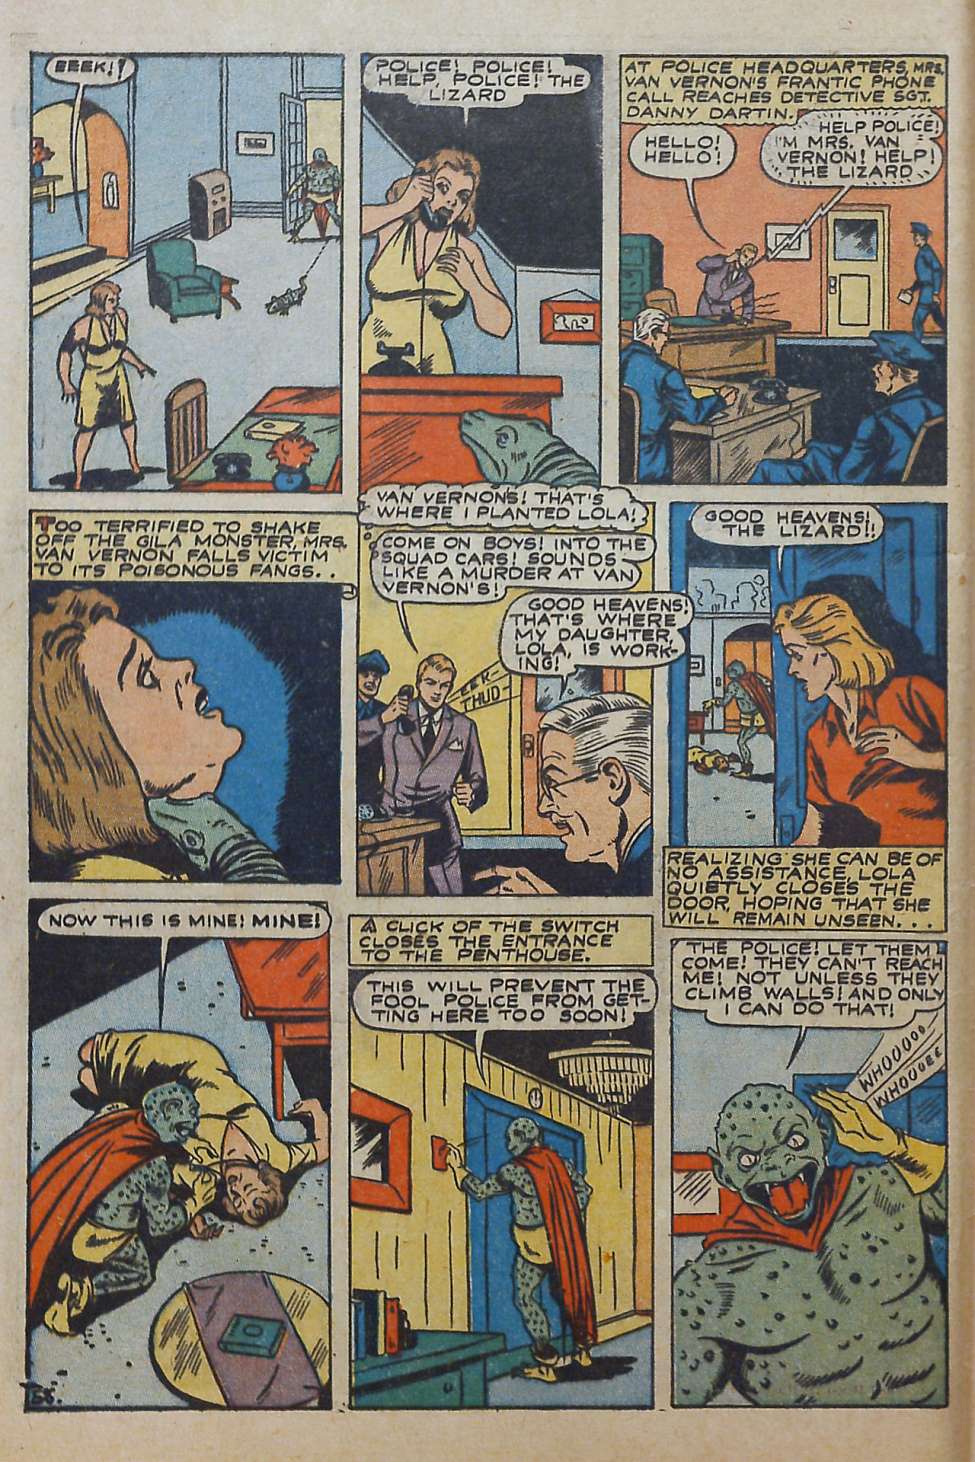 EEEK!!
POLICE! POLICE!
HELP, POLICE! THE
LIZARD
AT POLICE HEADQUARTERS, MRS.
VAN VERNON'S FRANTIC PHONE
CALL REACHES DETECTIVE SGT.
DANNY DARTIN.
HELLO!
HELLO!
HELP POLICE!
I'M MRS. VAN
VERNON! HELP!
THE LIZARD
TOO TERRIFIED TO SHAKE
OFF THE GILA MONSTER, MRS.
VAN VERNON FALLS VICTIM
TO ITS POISONOUS FANGS..
VAN VERNON'S! THAT'S
WHERE I PLANTED LOLA!
COME ON BOYS! INTO THE
SQUAD CARS! SOUNDS
LIKE A MURDER AT VAN
VERNON'S!
EEK-
THUD-
GOOD HEAVENS!
THAT'S WHERE
MY DAUGHTER,
LOLA, IS WORK-
ING!
GOOD HEAVENS!
THE LIZARD!!
REALIZING SHE CAN BE OF
NO ASSISTANCE, LOLA
QUIETLY CLOSES THE
DOOR, HOPING THAT SHE
WILL REMAIN UNSEEN...
NOW THIS IS MINE! MINE!
A CLICK OF THE SWITCH
CLOSES THE ENTRANCE
TO THE PENTHOUSE.
THIS WILL PREVENT THE
FOOL POLICE FROM GET-
TING HERE TOO SOON!
THE POLICE! LET THEM
COME! THEY CAN'T REACH
ME! NOT UNLESS THEY
CLIMB WALLS! AND ONLY
I CAN DO THAT!
WHOOOOO
WHOOOEE